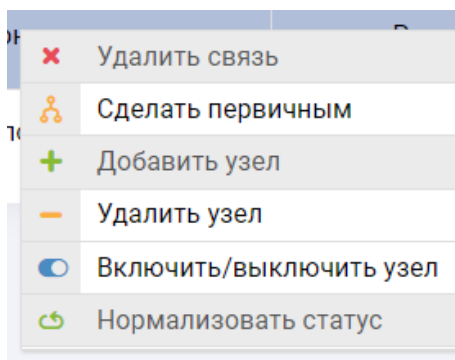 Удалить связь
Сделать первичным
Добавить узел
Удалить узел
Включить/выключить узел
Нормализовать статус